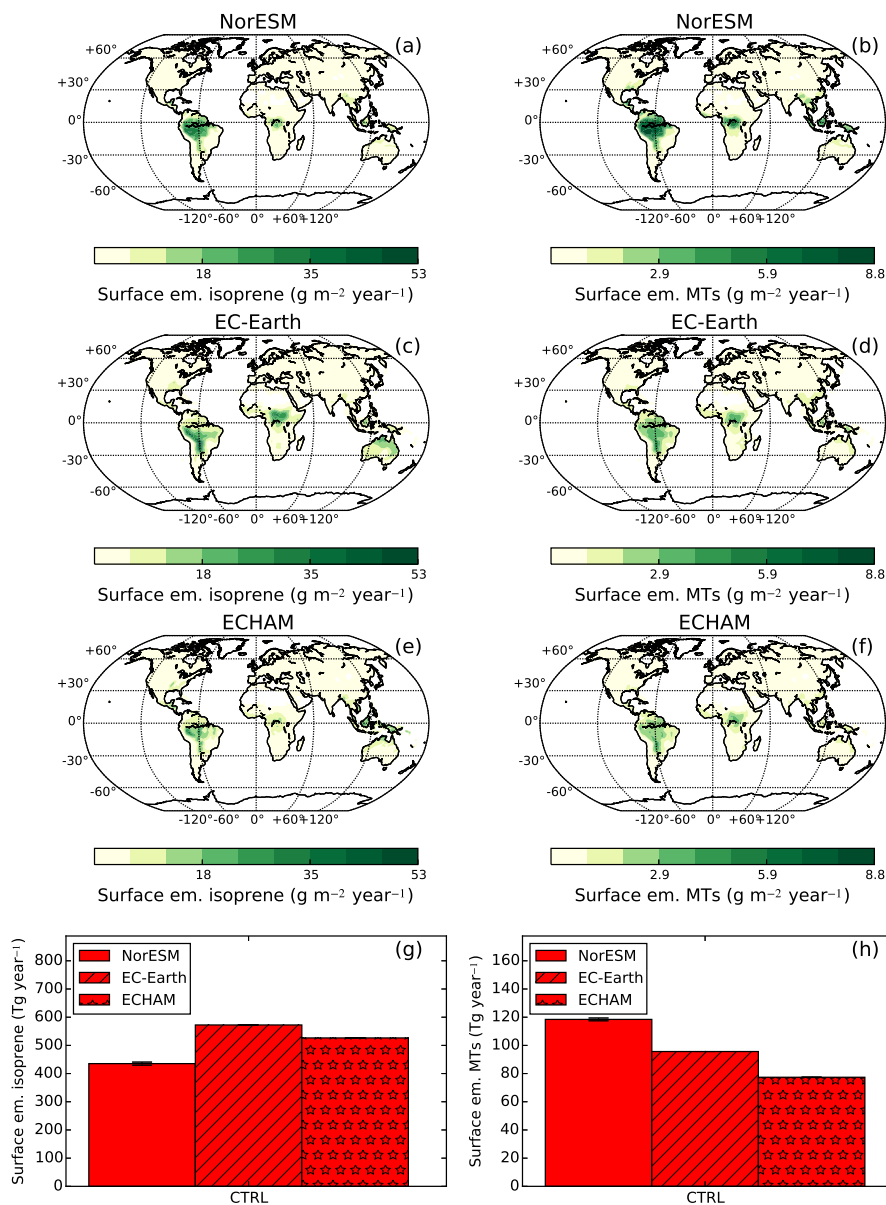 NorESM
(a)
+60°
+30°
0°
-30°
-60°
-120°-60° 0° +60°+120°
18 35 53
Surface em. isoprene (g m−2 year−1)
NorESM
(b)
+60°
+30°
0°
-30°
-60°
-120°-60° 0° +60°+120°
2.9 5.9 8.8
Surface em. MTs (g m−2 year−1)
EC-Earth
(c)
+60°
+30°
0°
-30°
-60°
-120°-60° 0° +60°+120°
18 35 53
Surface em. isoprene (g m−2 year−1)
EC-Earth
(d)
+60°
+30°
0°
-30°
-60°
-120°-60° 0° +60°+120°
2.9 5.9 8.8
Surface em. MTs (g m−2 year−1)
ECHAM
(e)
+60°
+30°
0°
-30°
-60°
-120°-60° 0° +60°+120°
18 35 53
Surface em. isoprene (g m−2 year−1)
ECHAM
(f)
+60°
+30°
0°
-30°
-60°
-120°-60° 0° +60°+120°
2.9 5.9 8.8
Surface em. MTs (g m−2 year−1)
(g)
NorESM
EC-Earth
ECHAM
Surface em. isoprene (Tg year−1)
800
700
600
500
400
300
200
100
0
CTRL
(h)
NorESM
EC-Earth
ECHAM
Surface em. MTs (Tg year−1)
160
140
120
100
80
60
40
20
0
CTRL